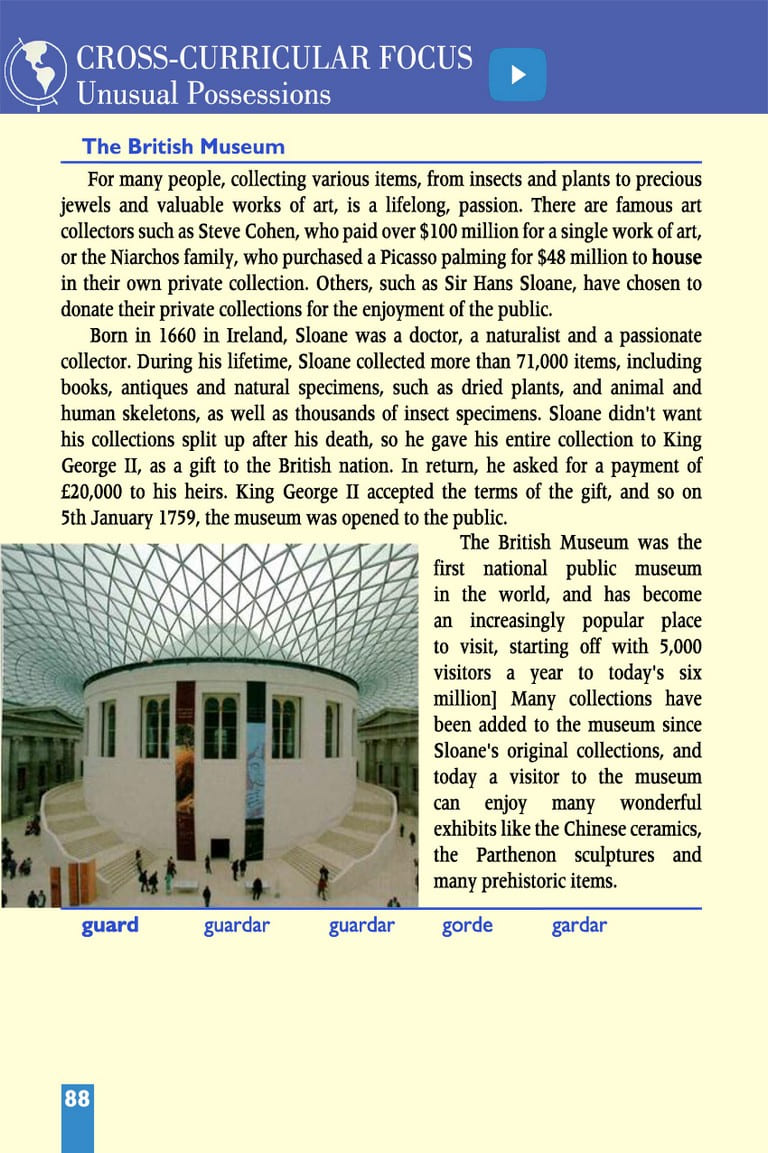 CROSS-CURRICULAR FOCUS
Unusual Possessions
The British Museum
For many people, collecting various items, from insects and plants to precious
jewels and valuable works of art, is a lifelong, passion. There are famous art
collectors such as Steve Cohen, who paid over $100 million for a single work of art,
or the Niarchos family, who purchased a Picasso palming for $48 million to house
in their own private collection. Others, such as Sir Hans Sloane, have chosen to
donate their private collections for the enjoyment of the public.
Born in 1660 in Ireland, Sloane was a doctor, a naturalist and a passionate
collector. During his lifetime, Sloane collected more than 71,000 items, including
books, antiques and natural specimens, such as dried plants, and animal and
human skeletons, as well as thousands of insect specimens. Sloane didn't want
his collections split up after his death, so he gave his entire collection to King
George II, as a gift to the British nation. In return, he asked for a payment of
£20,000 to his heirs. King George II accepted the terms of the gift, and so on
5th January 1759, the museum was opened to the public.
The British Museum was the
first national public museum
in the world, and has become
an increasingly popular place
to visit, starting off with 5,000
visitors a year to today's six
million] Many collections have
been added to the museum since
Sloane's original collections, and
today a visitor to the museum
can enjoy many wonderful
exhibits like the Chinese ceramics,
the Parthenon sculptures and
many prehistoric items.
guard guardar guardar gorde gardar
88